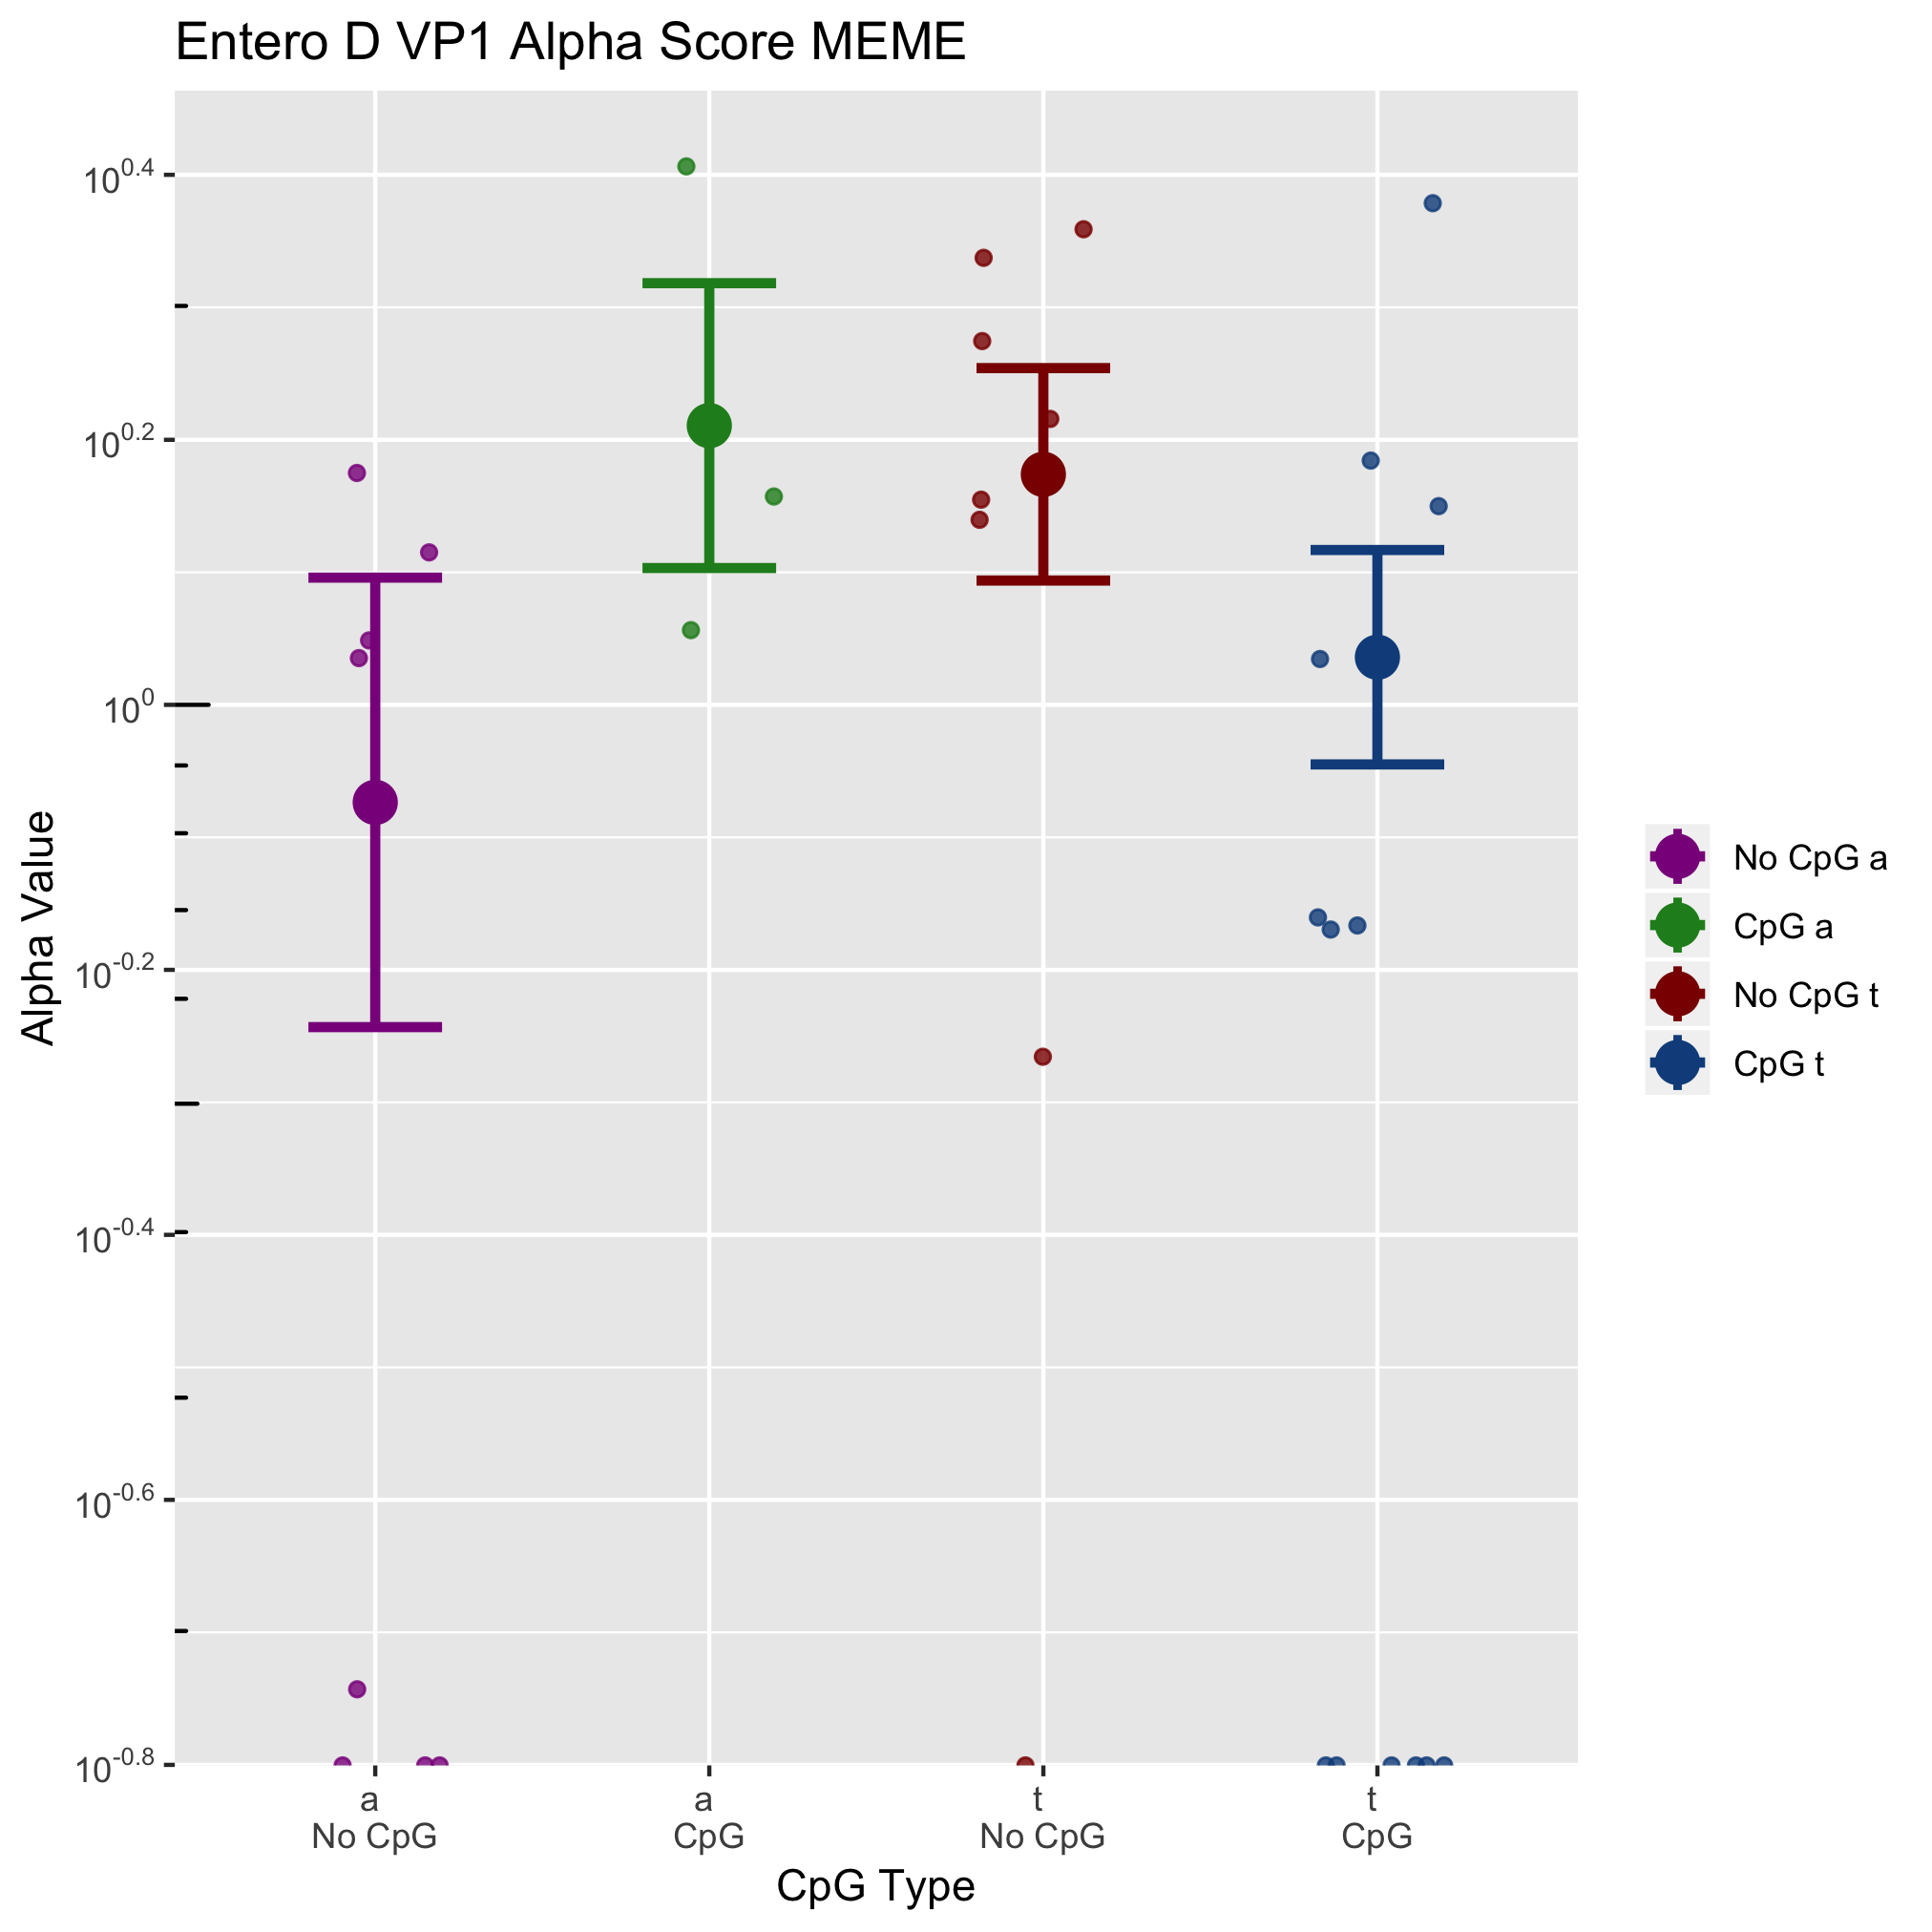 Entero D VP1 Alpha Score MEME
Alpha Value
10^0.4
10^0.2
10^0
10^-0.2
10^-0.4
10^-0.6
10^-0.8
a
No CpG
a
CpG
t
No CpG
t
CpG
CpG Type
No CpG a
CpG a
No CpG t
CpG t